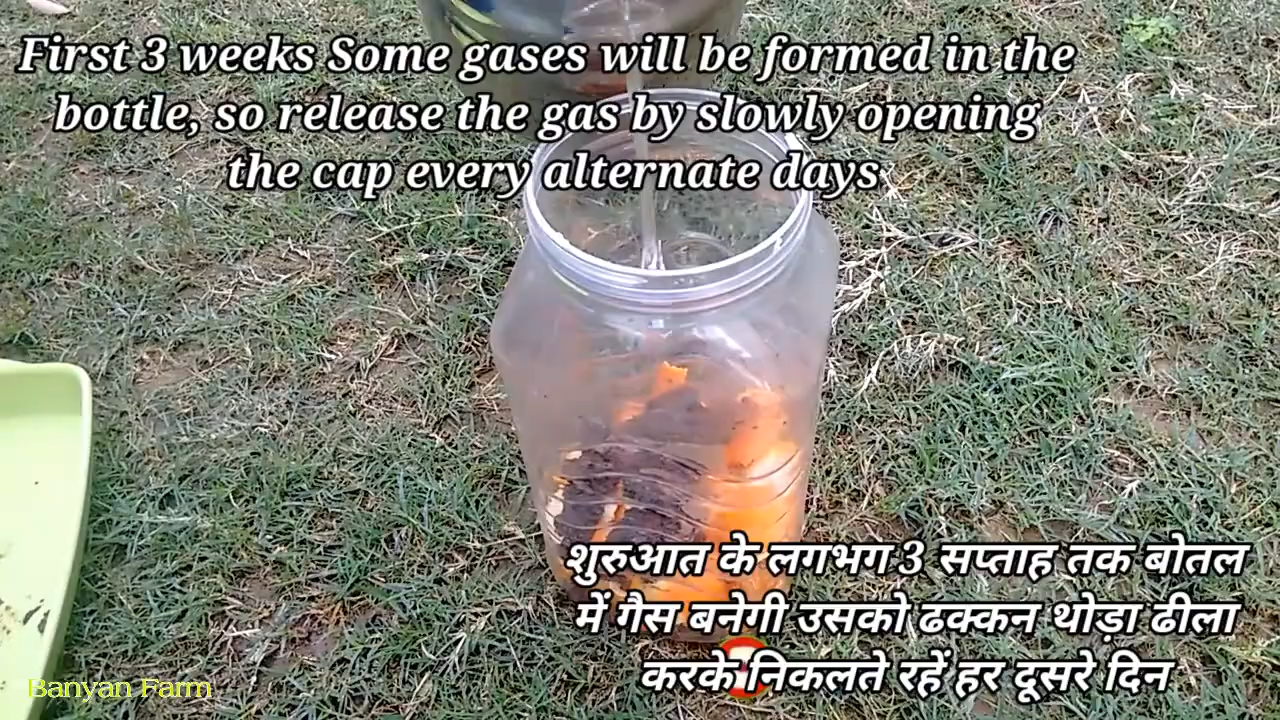 First 3 weeks Some gases will be formed in the
bottle, so release the gas by slowly opening
the cap every alternate days
शुरुआत के लगभग 3 सप्ताह तक बोतल
में गैस बनेगी उसको ढक्कन थोड़ा ढीला
करके निकलते रहें हर दूसरे दिन
Banyan Farm